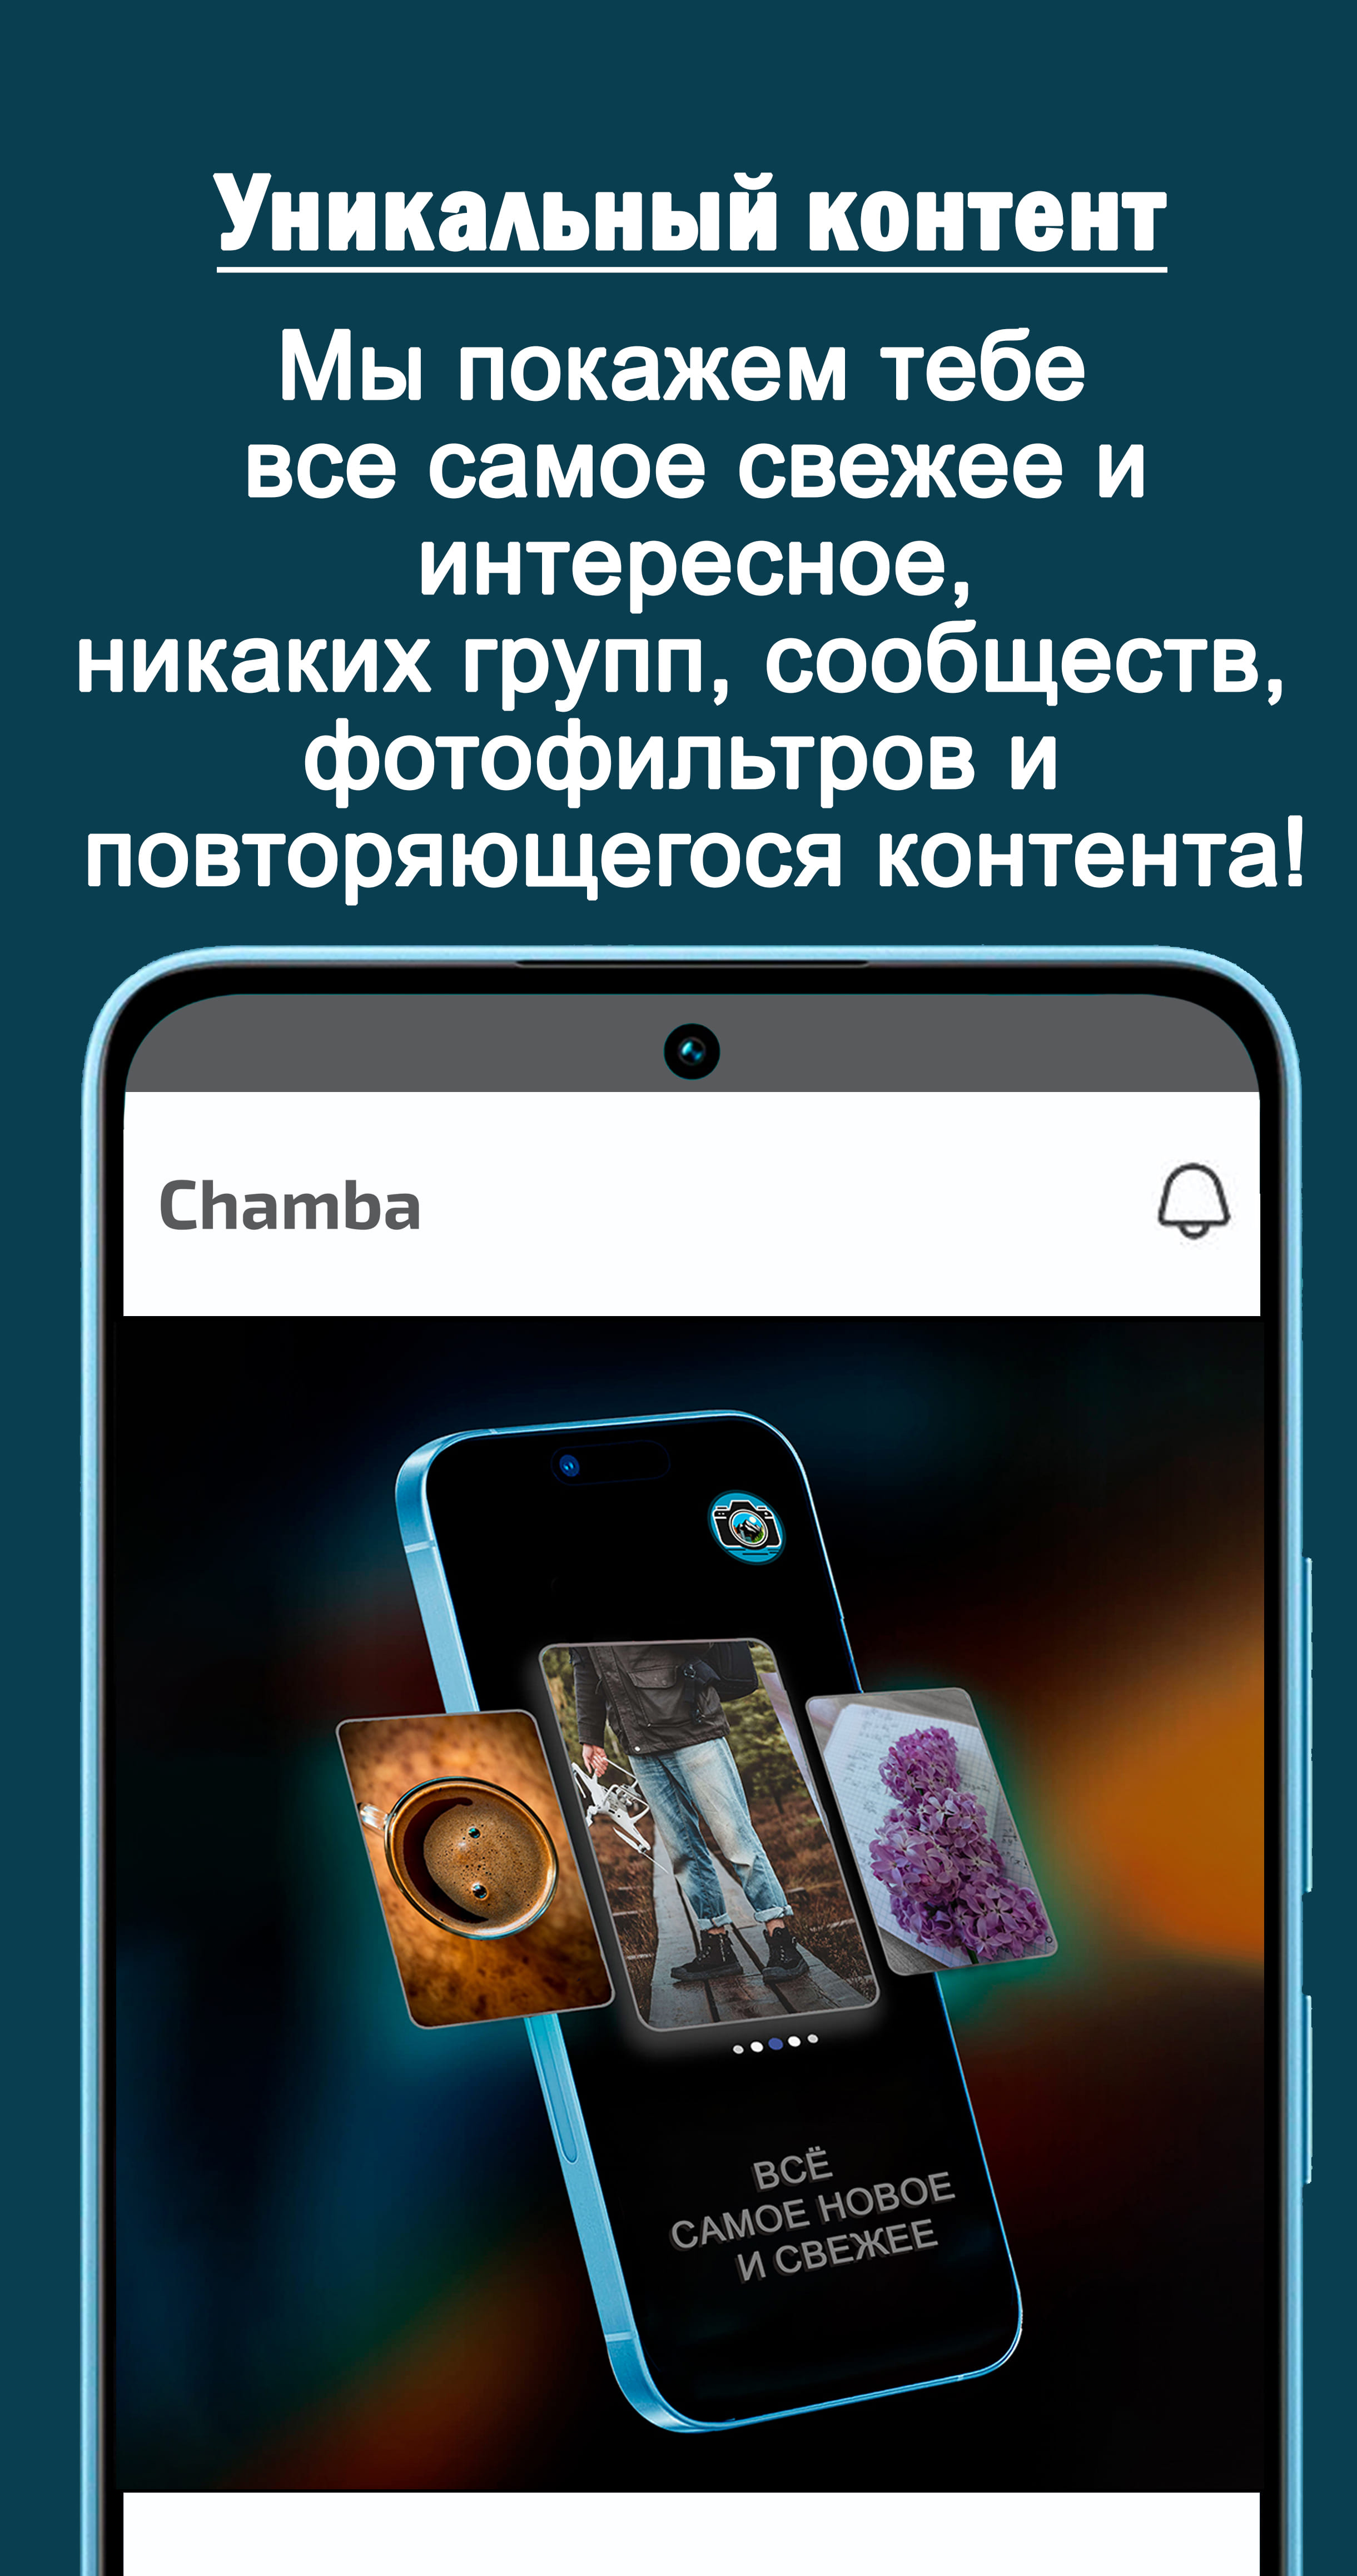 Уникальный контент
Мы покажем тебе
все самое свежее и
интересное,
никаких групп, сообществ,
фотофильтров и
повторяющегося контента!
Chamba
ВСЁ
САМОЕ НОВОЕ
И СВЕЖЕЕ